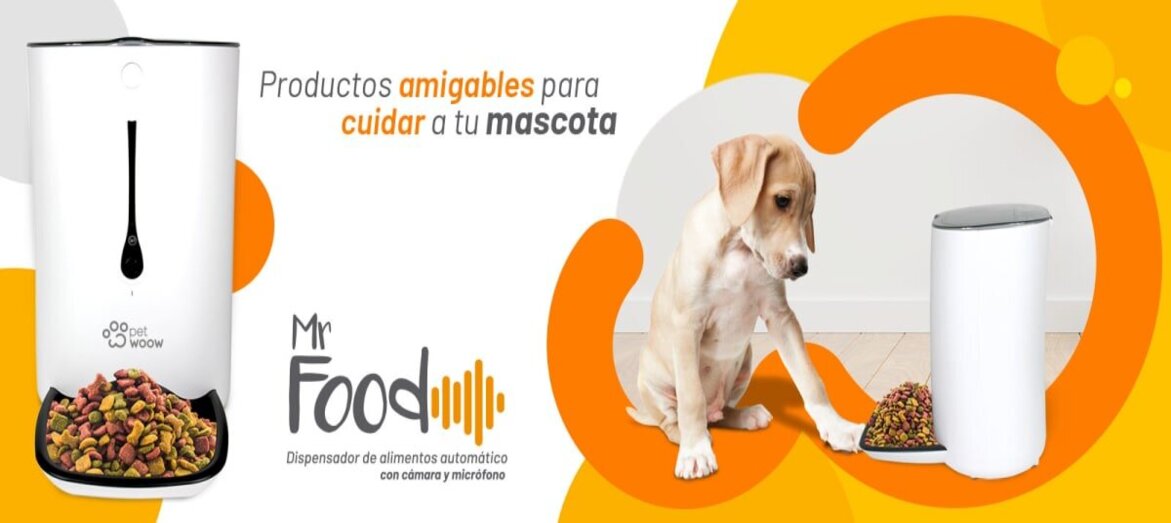 Productos amigables para
cuidar a tu mascota
pet
woow
Mr
Food
Dispensador de alimentos automático
con cámara y micrófono